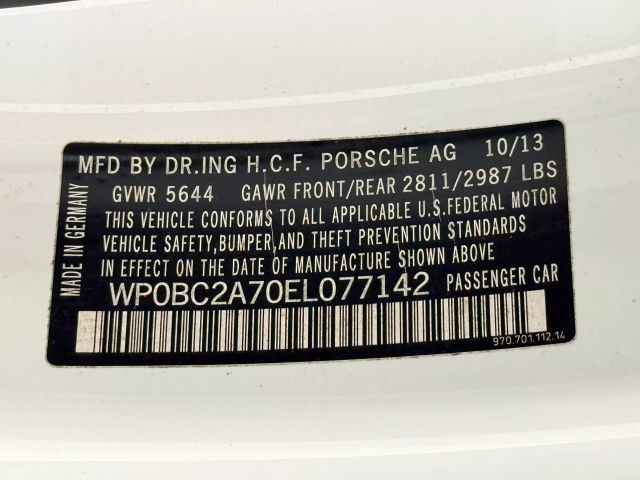 MADE IN GERMANY
MFD BY DR.ING H.C.F. PORSCHE AG 10/13
GVWR 5644 GAWR FRONT/REAR 2811/2987 LBS
THIS VEHICLE CONFORMS TO ALL APPLICABLE U.S.FEDERAL MOTOR
VEHICLE SAFETY,BUMPER,AND THEFT PREVENTION STANDARDS
IN EFFECT ON THE DATE OF MANUFACTURE SHOWN ABOVE
WP0BC2A70EL077142 PASSENGER CAR
970.701.112.14